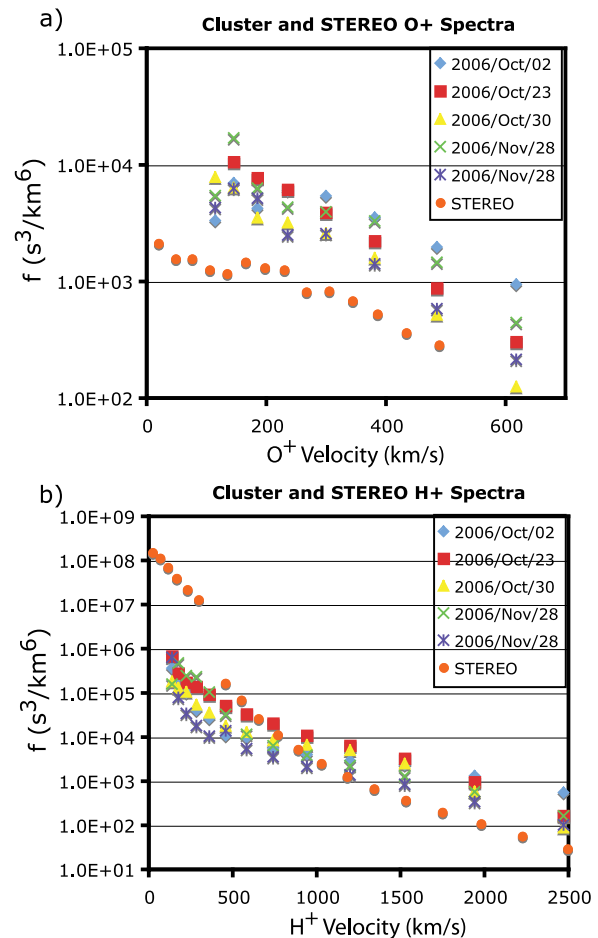 a)
Cluster and STEREO O+ Spectra
1.0E+05
1.0E+04
1.0E+03
1.0E+02
f (s³/km⁶)
2006/Oct/02
2006/Oct/23
2006/Oct/30
2006/Nov/28
2006/Nov/28
STEREO
0 200 400 600
O⁺ Velocity (km/s)
b)
Cluster and STEREO H+ Spectra
1.0E+09
1.0E+08
1.0E+07
1.0E+06
1.0E+05
1.0E+04
1.0E+03
1.0E+02
1.0E+01
f (s³/km⁶)
2006/Oct/02
2006/Oct/23
2006/Oct/30
2006/Nov/28
2006/Nov/28
STEREO
0 500 1000 1500 2000 2500
H⁺ Velocity (km/s)